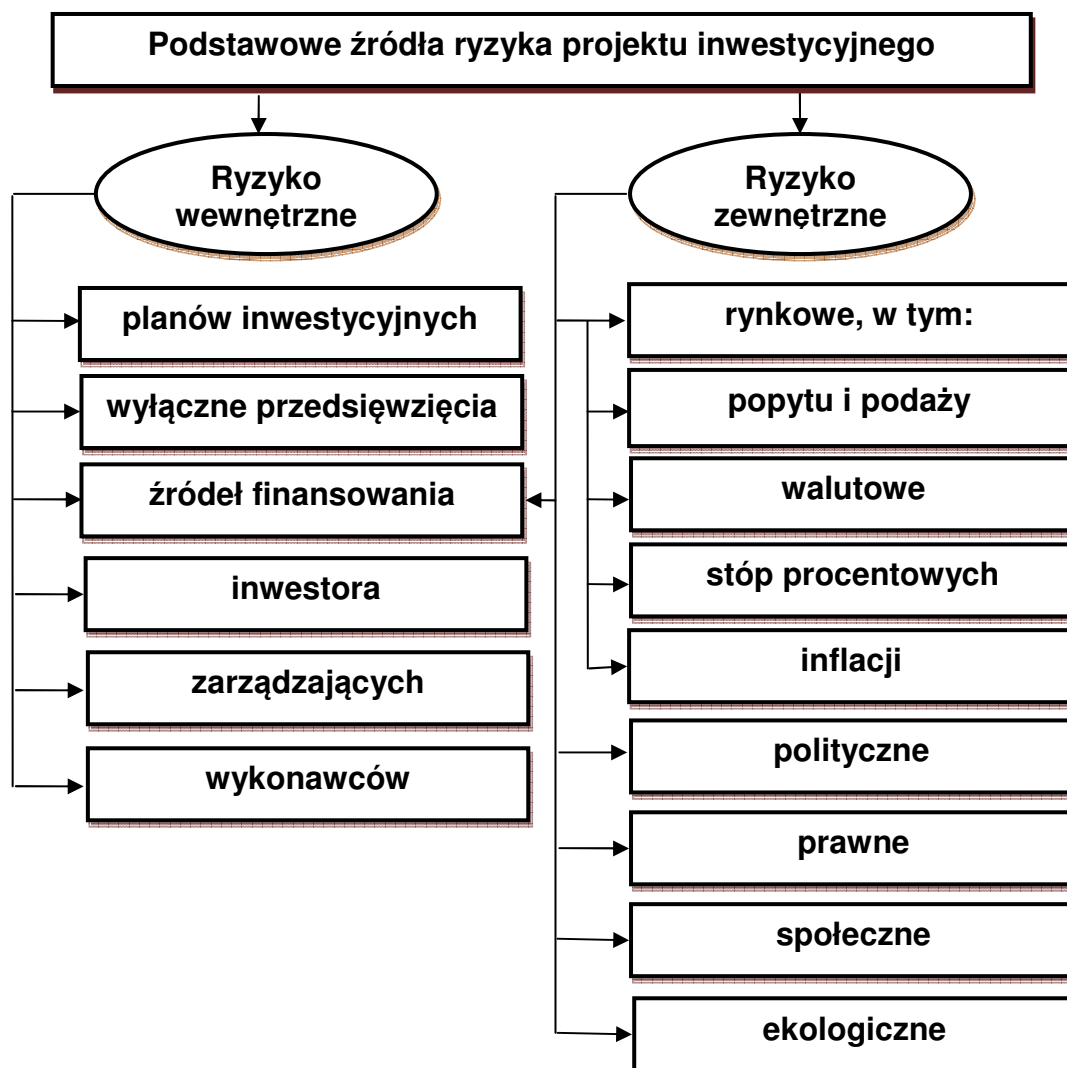 Podstawowe źródła ryzyka projektu inwestycyjnego
Ryzyko
wewnętrzne
planów inwestycyjnych
wyłączne przedsięwzięcia
źródeł finansowania
inwestora
zarządzających
wykonawców
Ryzyko
zewnętrzne
rynkowe, w tym:
popytu i podaży
walutowe
stóp procentowych
inflacji
polityczne
prawne
społeczne
ekologiczne